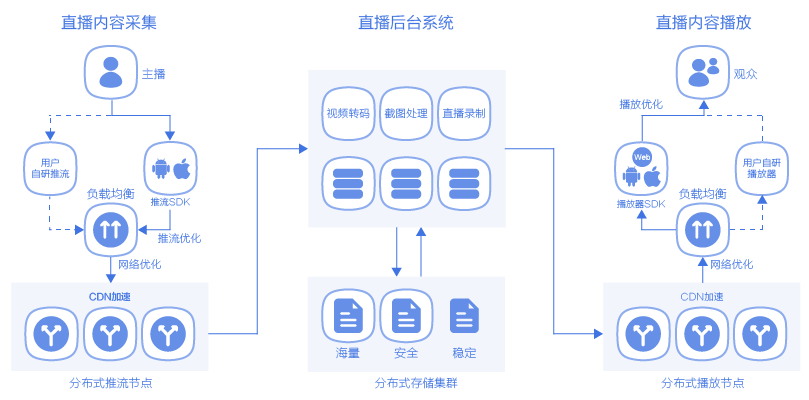 直播内容采集
主播
用户
自研推流
推流SDK
负载均衡
推流优化
网络优化
CDN加速
分布式推流节点
直播后台系统
视频转码
截图处理
直播录制
海量
安全
稳定
分布式存储集群
直播内容播放
观众
播放优化
Web
播放器SDK
用户自研
播放器
负载均衡
网络优化
CDN加速
分布式播放节点